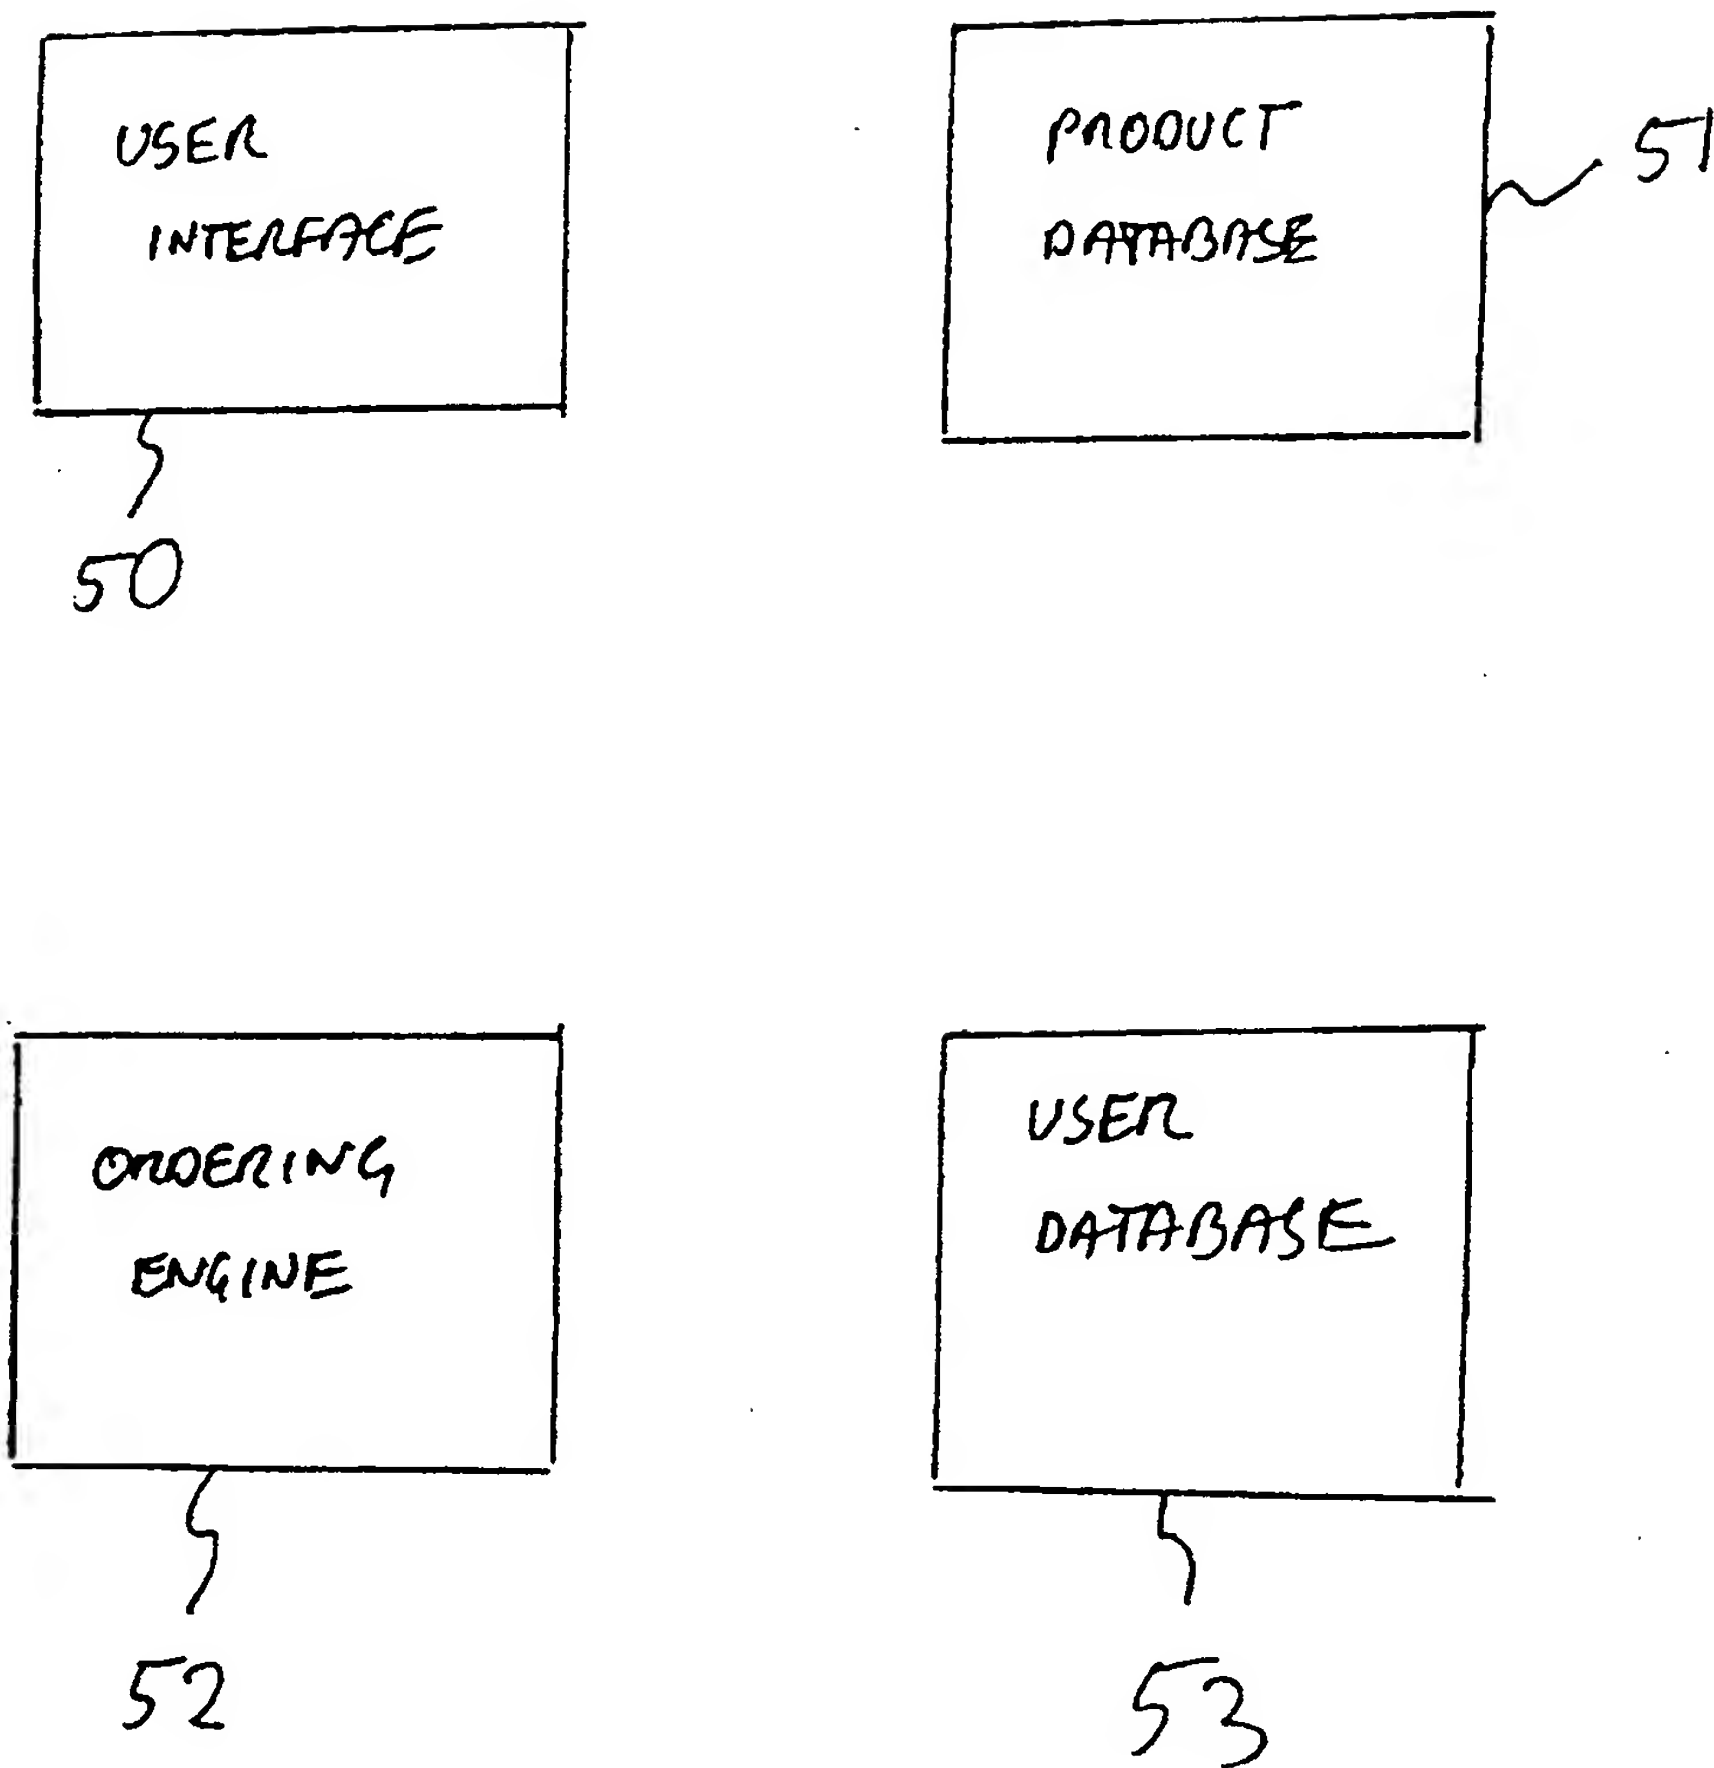 USER
INTERFACE
50
PRODUCT
DATABASE
51
ORDERING
ENGINE
52
USER
DATABASE
53